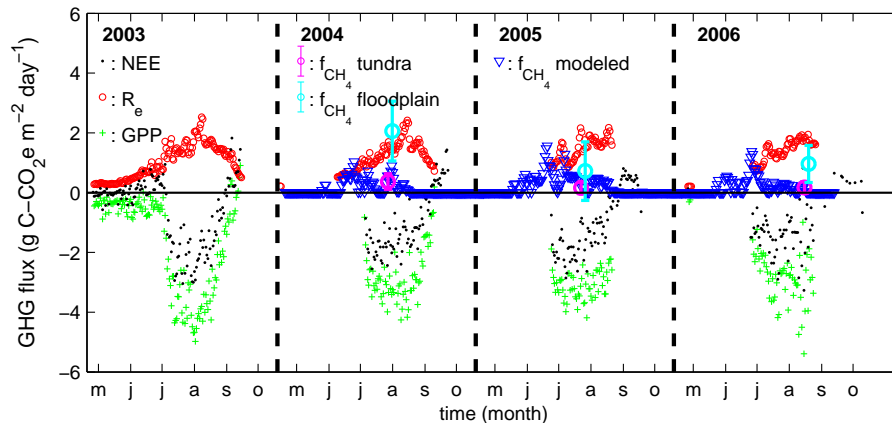 2003 2004 2005 2006
: NEE : f_CH4 tundra : f_CH4 modeled
: R_e : f_CH4 floodplain
: GPP
GHG flux (g C−CO2e m−2 day−1)
6
4
2
0
−2
−4
−6
m j j a s o m j j a s o m j j a s o m j j a s o
time (month)